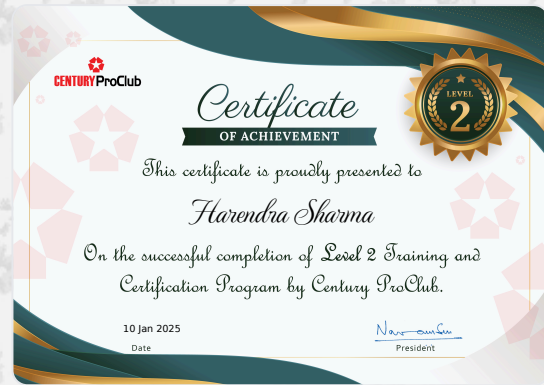 CENTURY ProClub
LEVEL
2
Certificate
OF ACHIEVEMENT
This certificate is proudly presented to
Harendra Sharma
On the successful completion of Level 2 Training and
Certification Program by Century ProClub.
10 Jan 2025
Date
President